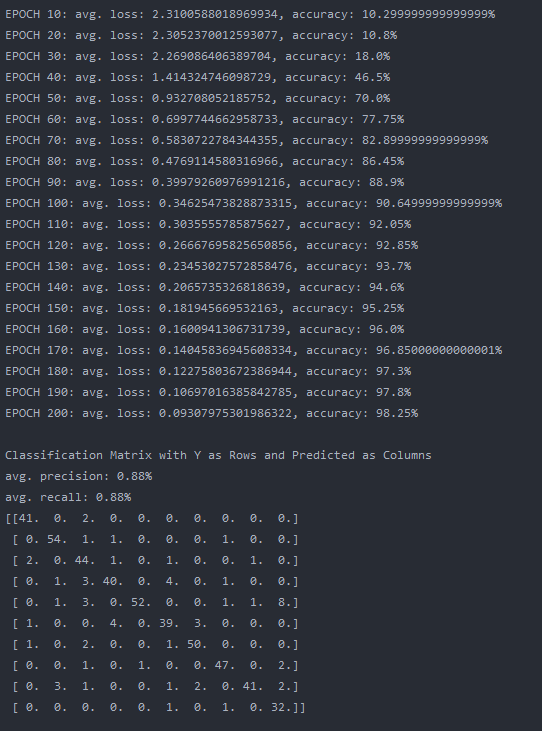 EPOCH 10: avg. loss: 2.3100588018969934, accuracy: 10.299999999999999%
EPOCH 20: avg. loss: 2.3052370012593077, accuracy: 10.8%
EPOCH 30: avg. loss: 2.269086406389704, accuracy: 18.0%
EPOCH 40: avg. loss: 1.414324746098729, accuracy: 46.5%
EPOCH 50: avg. loss: 0.932708052185752, accuracy: 70.0%
EPOCH 60: avg. loss: 0.6997744662958733, accuracy: 77.75%
EPOCH 70: avg. loss: 0.5830722784344355, accuracy: 82.89999999999999%
EPOCH 80: avg. loss: 0.4769114580316966, accuracy: 86.45%
EPOCH 90: avg. loss: 0.39979260976991216, accuracy: 88.9%
EPOCH 100: avg. loss: 0.34625473828873315, accuracy: 90.64999999999999%
EPOCH 110: avg. loss: 0.3035555785875627, accuracy: 92.05%
EPOCH 120: avg. loss: 0.26667695825650856, accuracy: 92.85%
EPOCH 130: avg. loss: 0.23453027572858476, accuracy: 93.7%
EPOCH 140: avg. loss: 0.2065735326818639, accuracy: 94.6%
EPOCH 150: avg. loss: 0.181945669532163, accuracy: 95.25%
EPOCH 160: avg. loss: 0.1600941306731739, accuracy: 96.0%
EPOCH 170: avg. loss: 0.14045836945608334, accuracy: 96.85000000000001%
EPOCH 180: avg. loss: 0.12275803672386944, accuracy: 97.3%
EPOCH 190: avg. loss: 0.10697016385842785, accuracy: 97.8%
EPOCH 200: avg. loss: 0.09307975301986322, accuracy: 98.25%
Classification Matrix with Y as Rows and Predicted as Columns
avg. precision: 0.88%
avg. recall: 0.88%
[[41.  0.  2.  0.  0.  0.  0.  0.  0.  0.]
 [ 0. 54.  1.  1.  0.  0.  0.  1.  0.  0.]
 [ 2.  0. 44.  1.  0.  1.  0.  0.  1.  0.]
 [ 0.  1.  3. 40.  0.  4.  0.  1.  0.  0.]
 [ 0.  1.  3.  0. 52.  0.  0.  1.  1.  8.]
 [ 1.  0.  0.  4.  0. 39.  3.  0.  0.  0.]
 [ 1.  0.  2.  0.  0.  1. 50.  0.  0.  0.]
 [ 0.  0.  1.  0.  1.  0.  0. 47.  0.  2.]
 [ 0.  3.  1.  0.  0.  1.  2.  0. 41.  2.]
 [ 0.  0.  0.  0.  0.  1.  0.  1.  0. 32.]]